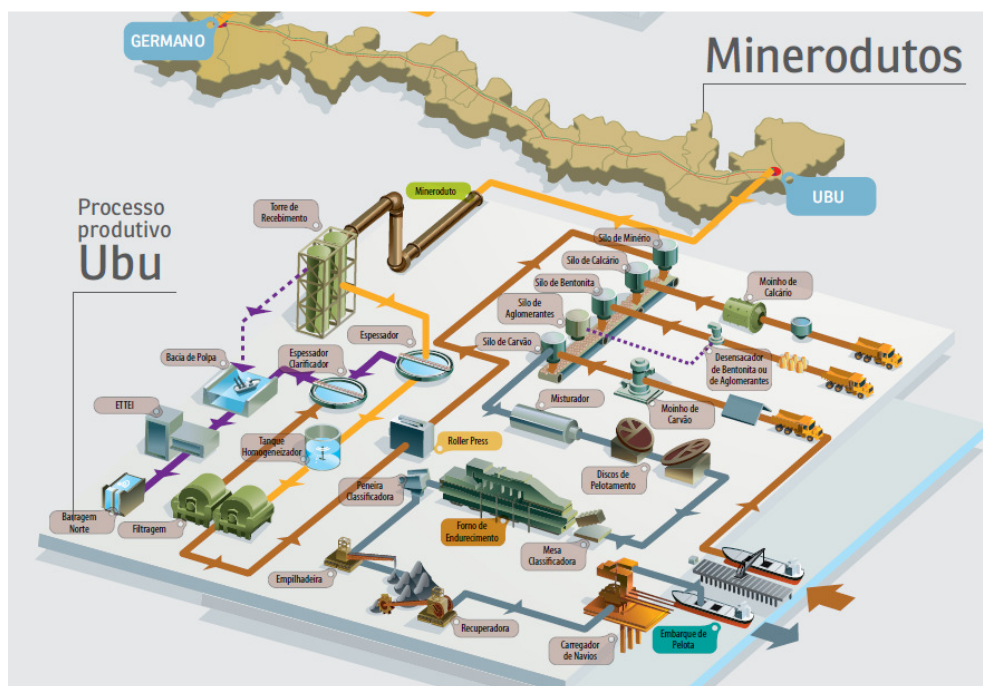 GERMANO
Minerodutos
UBU
Processo
produtivo
Ubu
Mineroduto
Torre de
Recebimento
Silo de Minério
Silo de Calcário
Silo de Bentonita
Silo de
Aglomerantes
Silo de Carvão
Moinho de
Calcário
Desensacador
de Bentonita ou
de Aglomerantes
Moinho de
Carvão
Espessador
Espessador
Clarificador
Bacia de Polpa
ETTEI
Tanque
Homogeneizador
Barragem
Norte
Filtragem
Roller Press
Misturador
Discos de
Pelotamento
Peneira
Classificadora
Forno de
Endurecimento
Mesa
Classificadora
Empilhadeira
Recuperadora
Carregador
de Navios
Embarque de
Pelota